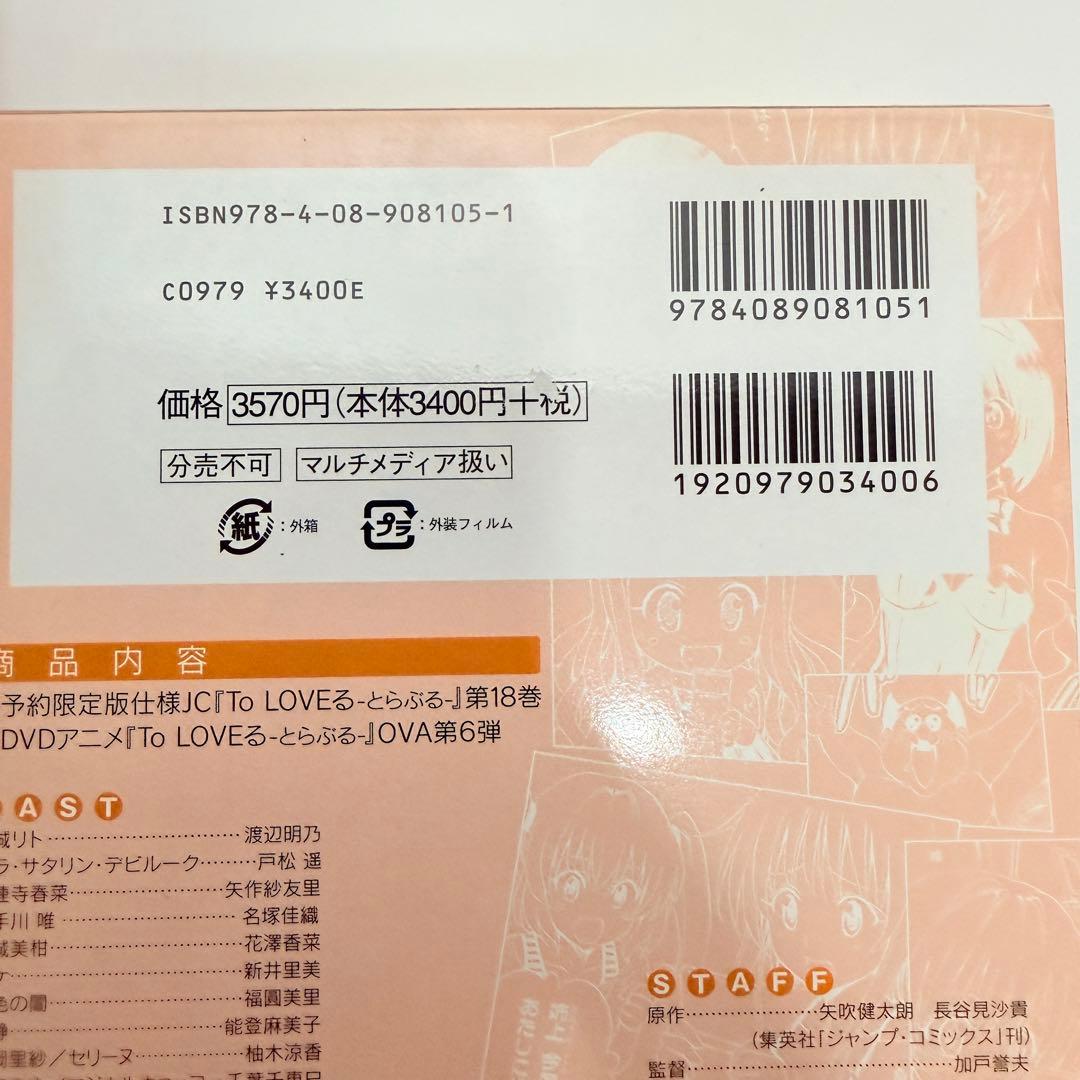 ISBN978-4-08-908105-1
C0979 ¥3400E
9784089081051
価格 3570円(本体3400円+税)
分売不可 マルチメディア扱い
1920979034006
紙:外箱 プラ:外装フィルム
商品内容
予約限定版仕様JC『To LOVEる-とらぶる-』第18巻
DVDアニメ『To LOVEる-とらぶる-』OVA第6弾
CAST
城リト……………………渡辺明乃
ラ・サタリン・デビルーク………戸松 遥
蓮寺春菜……………………矢作紗友里
手川 唯……………………名塚佳織
城美柑……………………花澤香菜
ケ……………………新井里美
色の闇……………………福圓美里
静……………………能登麻美子
岡里紗/セリーヌ……………柚木涼香
千葉千恵巳
STAFF
原作……………矢吹健太朗 長谷見沙貴
(集英社「ジャンプ・コミックス」刊)
監督……………………加戸誉夫